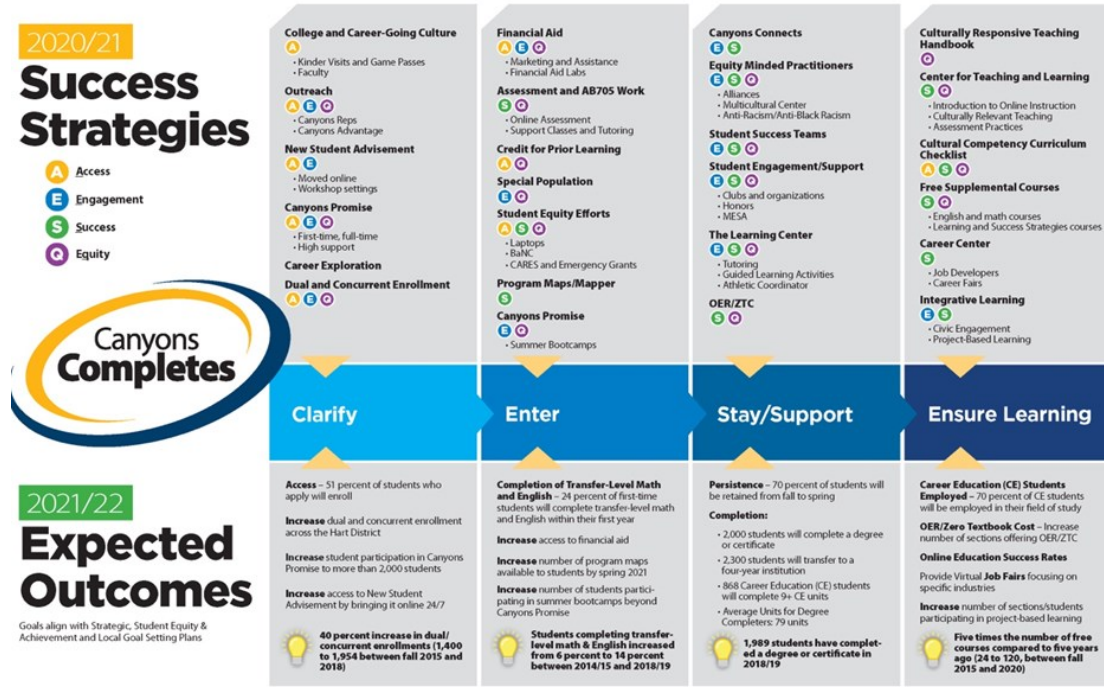 2020/21
Success
Strategies
A Access
E Engagement
S Success
Q Equity
Canyons
Completes
College and Career-Going Culture
A
• Kinder Visits and Game Passes
• Faculty
Outreach
A E Q
• Canyons Reps
• Canyons Advantage
New Student Advisement
A E
• Moved online
• Workshop settings
Canyons Promise
A E Q
• First-time, full-time
• High support
Career Exploration
Dual and Concurrent Enrollment
A E Q
Financial Aid
A E Q
• Marketing and Assistance
• Financial Aid Labs
Assessment and AB705 Work
S Q
• Online Assessment
• Support Classes and Tutoring
Credit for Prior Learning
A Q
Special Population
E Q
Student Equity Efforts
A S Q
• Laptops
• BaNC
• CARES and Emergency Grants
Program Maps/Mapper
S
Canyons Promise
E Q
• Summer Bootcamps
Canyons Connects
E S
Equity Minded Practitioners
E S Q
• Alliances
• Multicultural Center
• Anti-Racism/Anti-Black Racism
Student Success Teams
E S Q
Student Engagement/Support
E S Q
• Clubs and organizations
• Honors
• MESA
The Learning Center
E S Q
• Tutoring
• Guided Learning Activities
• Athletic Coordinator
OER/ZTC
S Q
Culturally Responsive Teaching
Handbook
Q
Center for Teaching and Learning
S Q
• Introduction to Online Instruction
• Culturally Relevant Teaching
• Assessment Practices
Cultural Competency Curriculum
Checklist
A S Q
Free Supplemental Courses
S Q
• English and math courses
• Learning and Success Strategies courses
Career Center
S
• Job Developers
• Career Fairs
Integrative Learning
E S
• Civic Engagement
• Project-Based Learning
Clarify
Enter
Stay/Support
Ensure Learning
2021/22
Expected
Outcomes
Goals align with Strategic, Student Equity &
Achievement and Local Goal Setting Plans
Access – 51 percent of students who
apply will enroll
Increase dual and concurrent enrollment
across the Hart District
Increase student participation in Canyons
Promise to more than 2,000 students
Increase access to New Student
Advisement by bringing it online 24/7
40 percent increase in dual/
concurrent enrollments (1,400
to 1,954 between fall 2015 and
2018)
Completion of Transfer-Level Math
and English – 24 percent of first-time
students will complete transfer-level math
and English within their first year
Increase access to financial aid
Increase number of program maps
available to students by spring 2021
Increase number of students partici-
pating in summer bootcamps beyond
Canyons Promise
Students completing transfer-
level math & English increased
from 6 percent to 14 percent
between 2014/15 and 2018/19
Persistence – 70 percent of students will
be retained from fall to spring
Completion:
• 2,000 students will complete a degree
or certificate
• 2,300 students will transfer to a
four-year institution
• 868 Career Education (CE) students
will complete 9+ CE units
• Average Units for Degree
Completers: 79 units
1,989 students have complet-
ed a degree or certificate in
2018/19
Career Education (CE) Students
Employed – 70 percent of CE students
will be employed in their field of study
OER/Zero Textbook Cost – Increase
number of sections offering OER/ZTC
Online Education Success Rates
Provide Virtual Job Fairs focusing on
specific industries
Increase number of sections/students
participating in project-based learning
Five times the number of free
courses compared to five years
ago (24 to 120, between fall
2015 and 2020)